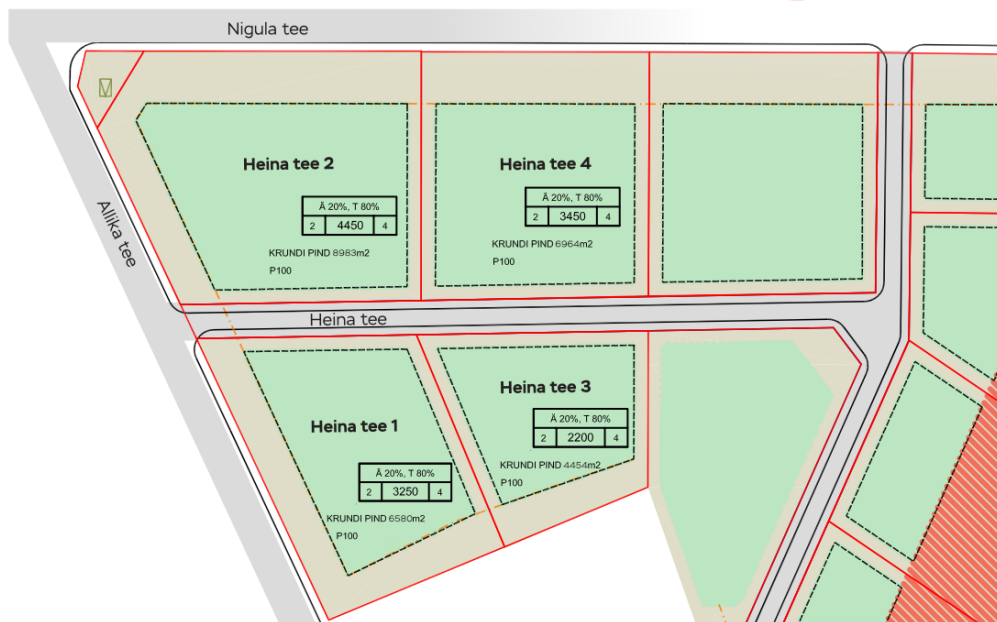 Nigula tee
Allika tee
Heina tee 2
Ä 20%, T 80%
2 4450 4
KRUNDI PIND 8983m2
P100
Heina tee 4
Ä 20%, T 80%
2 3450 4
KRUNDI PIND 6964m2
P100
Heina tee
Heina tee 1
Ä 20%, T 80%
2 3250 4
KRUNDI PIND 6580m2
P100
Heina tee 3
Ä 20%, T 80%
2 2200 4
KRUNDI PIND 4454m2
P100